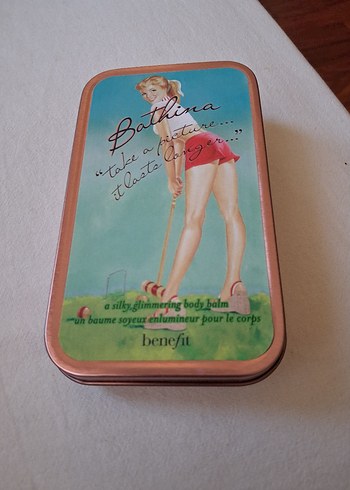 Bathina
"take a picture...
it lasts longer..."
a silky,glimmering body balm
un baume soyeux enlumineur pour le corps
benefit